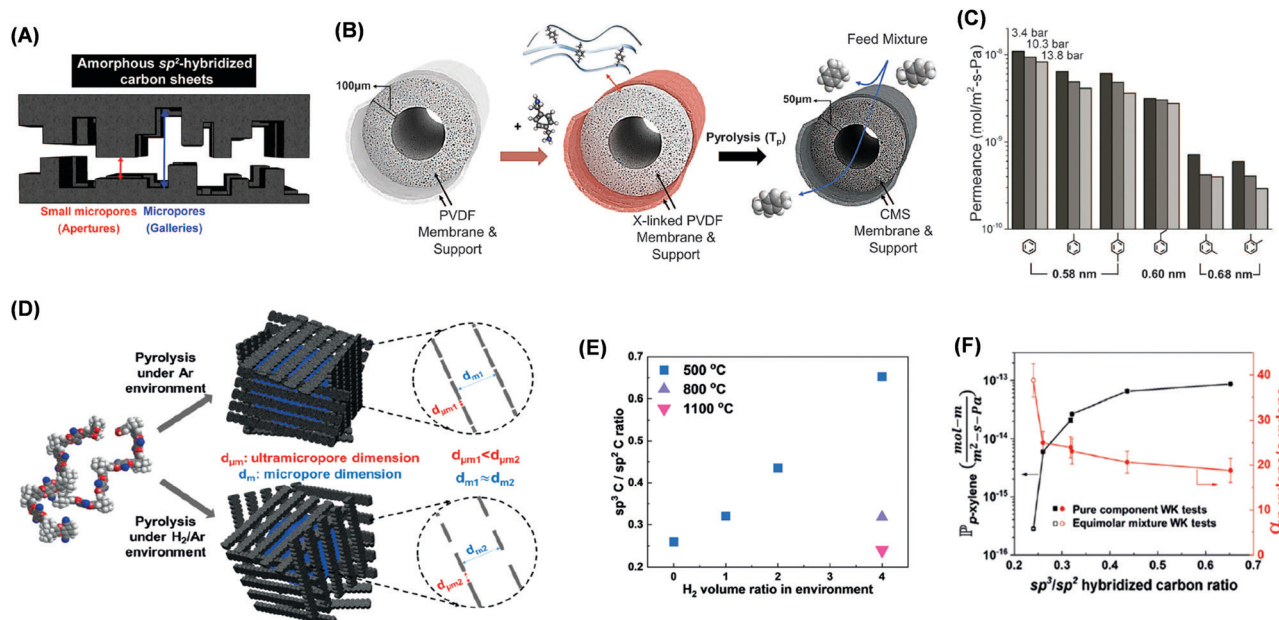 (A)
Amorphous sp²-hybridized
carbon sheets
Small micropores
(Apertures)
Micropores
(Galleries)
(B)
100μm
PVDF
Membrane &
Support
+
X-linked PVDF
Membrane &
Support
Pyrolysis (Tp)
Feed Mixture
50μm
CMS
Membrane &
Support
(C)
Permeance (mol/m²-s-Pa)
10⁻⁸
10⁻⁹
10⁻¹⁰
3.4 bar
10.3 bar
13.8 bar
0.58 nm
0.60 nm
0.68 nm
(D)
Pyrolysis
under Ar
environment
Pyrolysis
under H₂/Ar
environment
dμm: ultramicropore dimension
dm: micropore dimension
dμm1<dμm2
dm1≈dm2
dm1
dμm1
dm2
dμm2
(E)
sp³ C / sp² C ratio
0.7
0.6
0.5
0.4
0.3
0.2
500 °C
800 °C
1100 °C
0 1 2 3 4
H₂ volume ratio in environment
(F)
ℙ p-xylene (mol-m/m²-s-Pa)
10⁻¹³
10⁻¹⁴
10⁻¹⁵
10⁻¹⁶
Pure component WK tests
Equimolar mixture WK tests
40
30
20
10
0
0.2 0.3 0.4 0.5 0.6 0.7
sp³/sp² hybridized carbon ratio